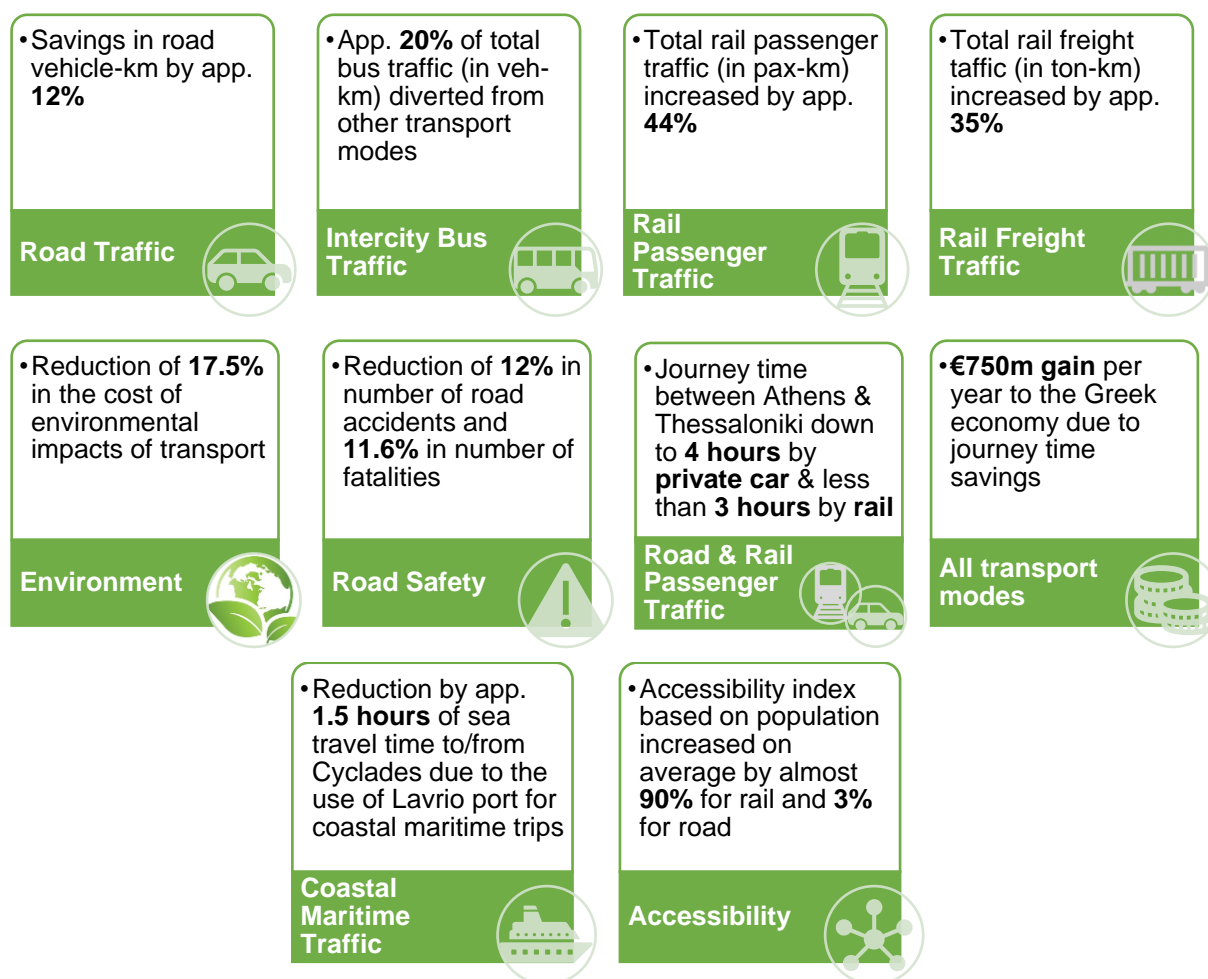 •Savings in road
vehicle-km by app.
12%
Road Traffic
•App. 20% of total
bus traffic (in veh-
km) diverted from
other transport
modes
Intercity Bus
Traffic
•Total rail passenger
traffic (in pax-km)
increased by app.
44%
Rail
Passenger
Traffic
•Total rail freight
taffic (in ton-km)
increased by app.
35%
Rail Freight
Traffic
•Reduction of 17.5%
in the cost of
environmental
impacts of transport
Environment
•Reduction of 12% in
number of road
accidents and
11.6% in number of
fatalities
Road Safety
•Journey time
between Athens &
Thessaloniki down
to 4 hours by
private car & less
than 3 hours by rail
Road & Rail
Passenger
Traffic
•€750m gain per
year to the Greek
economy due to
journey time
savings
All transport
modes
•Reduction by app.
1.5 hours of sea
travel time to/from
Cyclades due to the
use of Lavrio port for
coastal maritime trips
Coastal
Maritime
Traffic
•Accessibility index
based on population
increased on
average by almost
90% for rail and 3%
for road
Accessibility